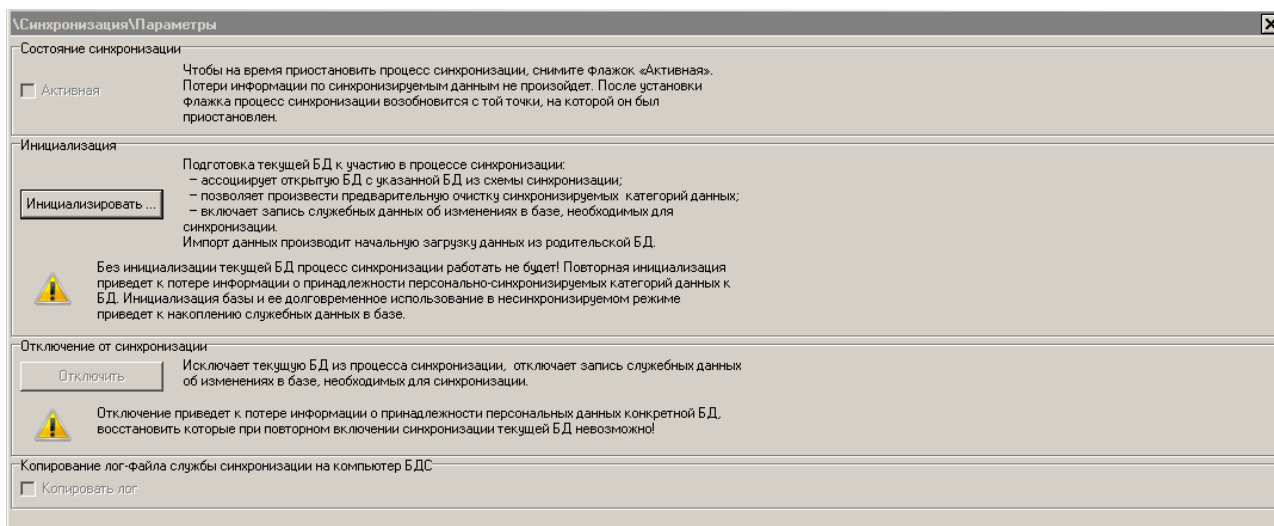 \Синхронизация\Параметры
Состояние синхронизации
Активная
Чтобы на время приостановить процесс синхронизации, снимите флажок «Активная».
Потери информации по синхронизируемым данным не произойдет. После установки
флажка процесс синхронизации возобновится с той точки, на которой он был
приостановлен.
Инициализация
Инициализировать ...
Подготовка текущей БД к участию в процессе синхронизации:
– ассоциирует открытую БД с указанной БД из схемы синхронизации;
– позволяет произвести предварительную очистку синхронизируемых категорий данных;
– включает запись служебных данных об изменениях в базе, необходимых для
синхронизации.
Импорт данных производит начальную загрузку данных из родительской БД.
Без инициализации текущей БД процесс синхронизации работать не будет! Повторная инициализация
приведет к потере информации о принадлежности персонально-синхронизируемых категорий данных к
БД. Инициализация базы и ее долговременное использование в несинхронизируемом режиме
приведет к накоплению служебных данных в базе.
Отключение от синхронизации
Отключить
Исключает текущую БД из процесса синхронизации, отключает запись служебных данных
об изменениях в базе, необходимых для синхронизации.
Отключение приведет к потере информации о принадлежности персональных данных конкретной БД,
восстановить которые при повторном включении синхронизации текущей БД невозможно!
Копирование лог-файла службы синхронизации на компьютер БДС
Копировать лог